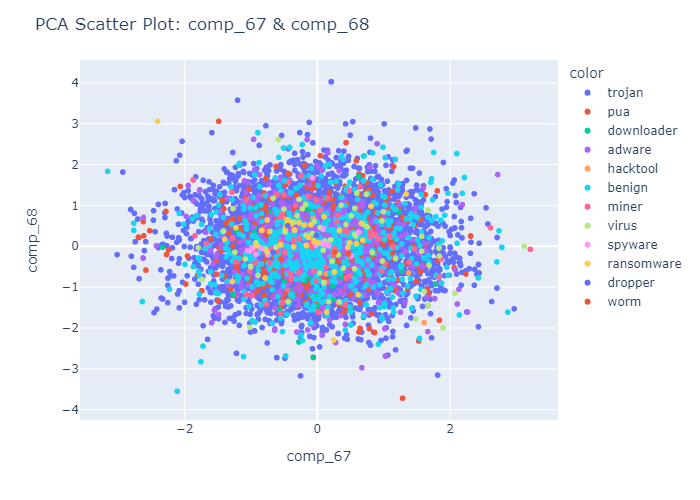 PCA Scatter Plot: comp_67 & comp_68
color
trojan
pua
downloader
adware
hacktool
benign
miner
virus
spyware
ransomware
dropper
worm
comp_68
4
3
2
1
0
−1
−2
−3
−4
−2
0
2
comp_67